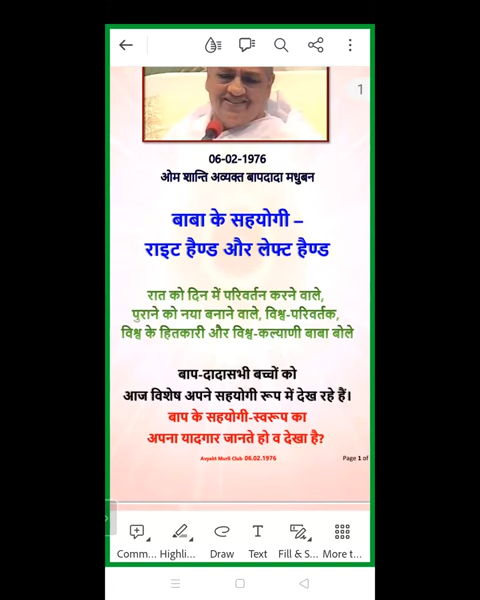 1
06-02-1976
ओम शान्ति अव्यक्त बापदादा मधुबन
बाबा के सहयोगी –
राइट हैण्ड और लेफ्ट हैण्ड
रात को दिन में परिवर्तन करने वाले,
पुराने को नया बनाने वाले, विश्व-परिवर्तक,
विश्व के हितकारी और विश्व-कल्याणी बाबा बोले
बाप-दादासभी बच्चों को
आज विशेष अपने सहयोगी रूप में देख रहे हैं।
बाप के सहयोगी-स्वरूप का
अपना यादगार जानते हो व देखा है?
Avyakt Murli Club 06.02.1976 Page 1 of
Comm... Highli... Draw Text Fill & S... More t...